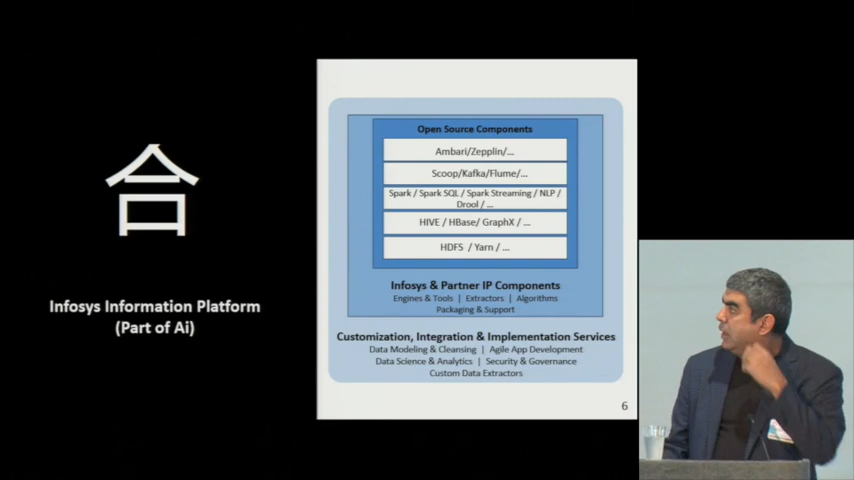 合
Infosys Information Platform
(Part of Ai)
Open Source Components
Ambari/Zepplin/...
Scoop/Kafka/Flume/...
Spark / Spark SQL / Spark Streaming / NLP /
Drool / ...
HIVE / HBase/ GraphX / ...
HDFS / Yarn / ...
Infosys & Partner IP Components
Engines & Tools | Extractors | Algorithms
Packaging & Support
Customization, Integration & Implementation Services
Data Modeling & Cleansing | Agile App Development
Data Science & Analytics | Security & Governance
Custom Data Extractors
6